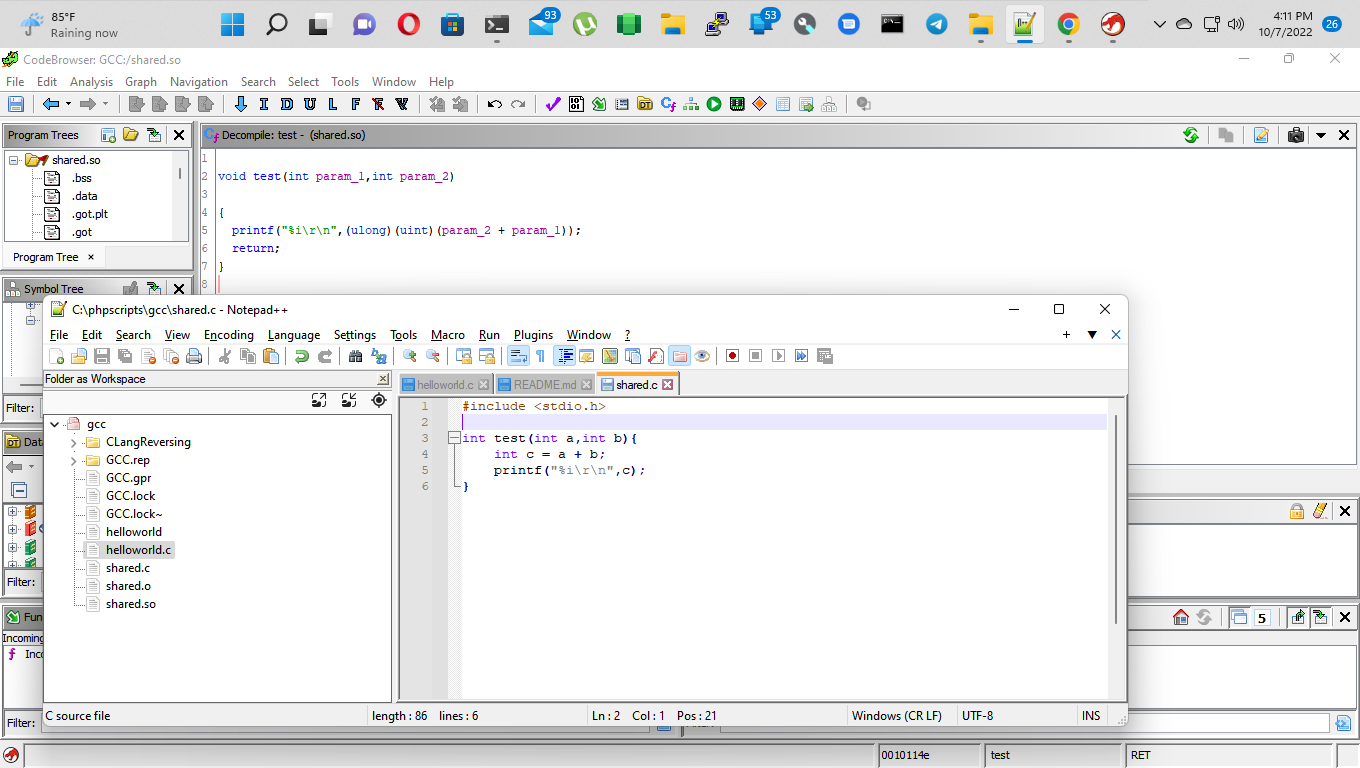 85°F
Raining now
93
53
4:11 PM
10/7/2022
26
CodeBrowser: GCC:/shared.so
File Edit Analysis Graph Navigation Search Select Tools Window Help
I D U L F
Program Trees
shared.so
.bss
.data
.got.plt
.got
Program Tree ×
Symbol Tree
Filter:
Dat
Filter:
Fun
Incoming
f Inc
Filter:
Decompile: test - (shared.so)
1
2 void test(int param_1,int param_2)
3
4 {
5 printf("%i\r\n",(ulong)(uint)(param_2 + param_1));
6 return;
7 }
8
C:\phpscripts\gcc\shared.c - Notepad++
File Edit Search View Encoding Language Settings Tools Macro Run Plugins Window ?
Folder as Workspace
gcc
CLangReversing
GCC.rep
GCC.gpr
GCC.lock
GCC.lock~
helloworld
helloworld.c
shared.c
shared.o
shared.so
helloworld.c README.md shared.c
1 #include <stdio.h>
2
3 int test(int a,int b){
4 int c = a + b;
5 printf("%i\r\n",c);
6 }
C source file length : 86 lines : 6 Ln : 2 Col : 1 Pos : 21 Windows (CR LF) UTF-8 INS
5
0010114e test RET